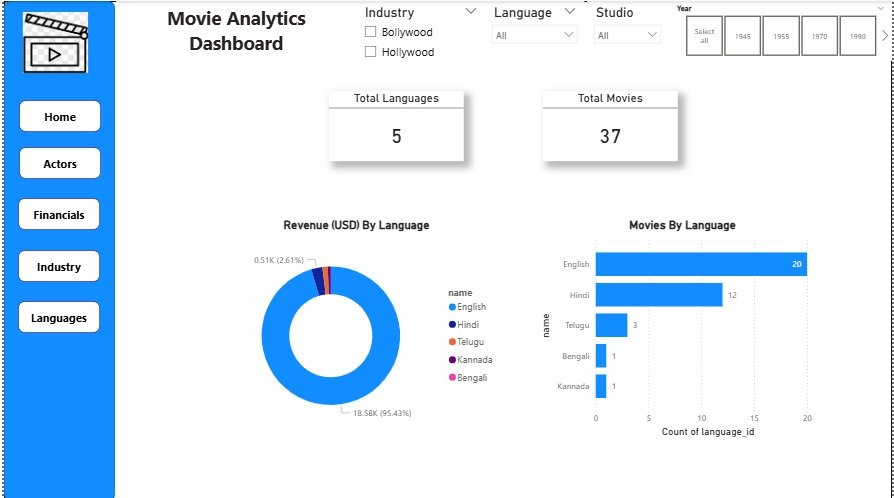 Movie Analytics
Dashboard
Industry
Bollywood
Hollywood
Language
All
Studio
All
Year
Select
all
1945
1955
1970
1990
Home
Actors
Financials
Industry
Languages
Total Languages
5
Total Movies
37
Revenue (USD) By Language
0.51K (2.61%)
18.58K (95.43%)
name
English
Hindi
Telugu
Kannada
Bengali
Movies By Language
name
English
20
Hindi
12
Telugu
3
Bengali
1
Kannada
1
0 5 10 15 20
Count of language_id